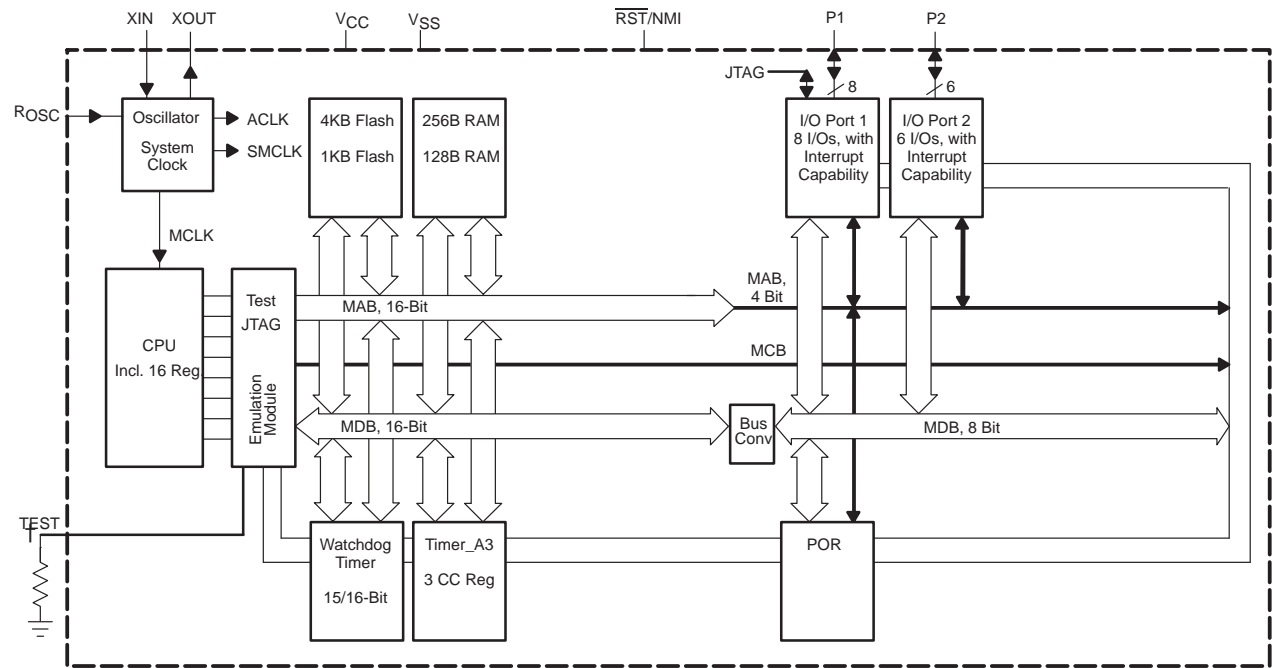 XIN XOUT VCC VSS RST/NMI P1 P2
JTAG
8 6
ROSC
Oscillator
System
Clock
ACLK
SMCLK
4KB Flash
1KB Flash
256B RAM
128B RAM
I/O Port 1
8 I/Os, with
Interrupt
Capability
I/O Port 2
6 I/Os, with
Interrupt
Capability
MCLK
CPU
Incl. 16 Reg.
Test
JTAG
Emulation
Module
MAB, 16-Bit
MAB,
4 Bit
MCB
MDB, 16-Bit
Bus
Conv
MDB, 8 Bit
TEST
Watchdog
Timer
15/16-Bit
Timer_A3
3 CC Reg
POR